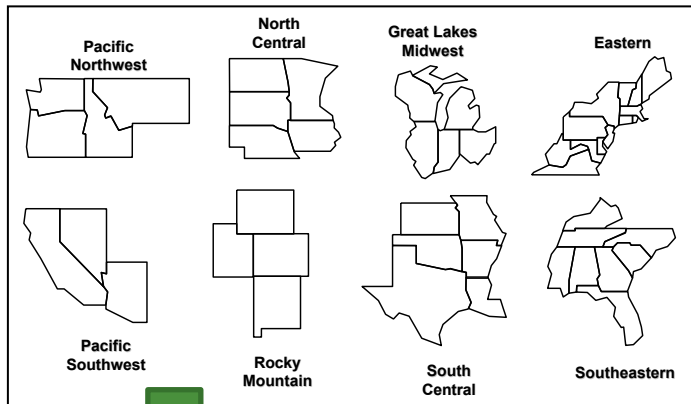 Pacific
Northwest
North
Central
Great Lakes
Midwest
Eastern
Pacific
Southwest
Rocky
Mountain
South
Central
Southeastern